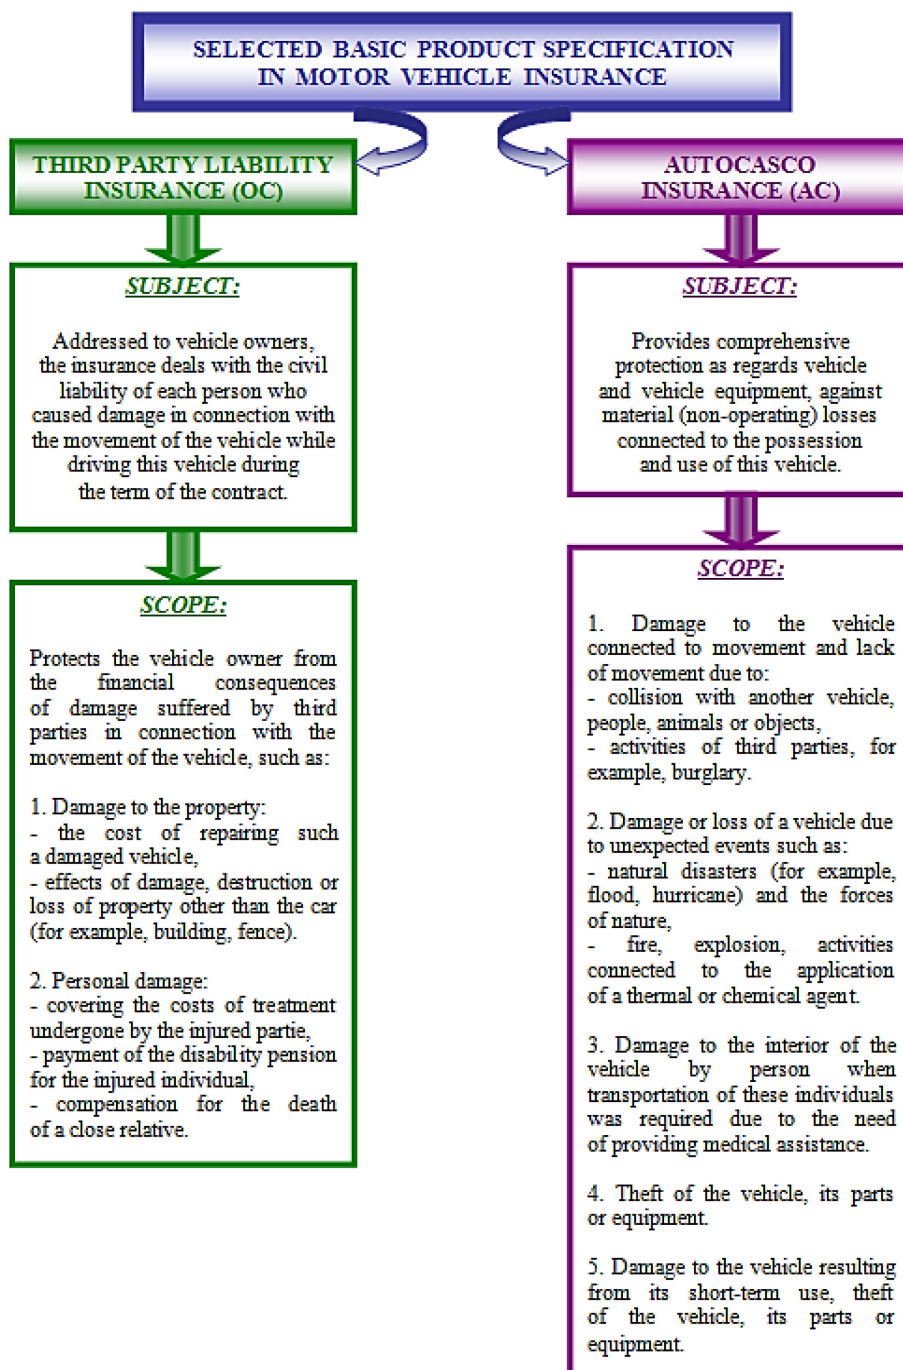 SELECTED BASIC PRODUCT SPECIFICATION
IN MOTOR VEHICLE INSURANCE
THIRD PARTY LIABILITY
INSURANCE (OC)
SUBJECT:
Addressed to vehicle owners,
the insurance deals with the civil
liability of each person who
caused damage in connection with
the movement of the vehicle while
driving this vehicle during
the term of the contract.
SCOPE:
Protects the vehicle owner from
the financial consequences
of damage suffered by third
parties in connection with the
movement of the vehicle, such as:
1. Damage to the property:
- the cost of repairing such
a damaged vehicle,
- effects of damage, destruction or
loss of property other than the car
(for example, building, fence).
2. Personal damage:
- covering the costs of treatment
undergone by the injured partie,
- payment of the disability pension
for the injured individual,
- compensation for the death
of a close relative.
AUTOCASCO
INSURANCE (AC)
SUBJECT:
Provides comprehensive
protection as regards vehicle
and vehicle equipment, against
material (non-operating) losses
connected to the possession
and use of this vehicle.
SCOPE:
1. Damage to the vehicle
connected to movement and lack
of movement due to:
- collision with another vehicle,
people, animals or objects,
- activities of third parties, for
example, burglary.
2. Damage or loss of a vehicle due
to unexpected events such as:
- natural disasters (for example,
flood, hurricane) and the forces
of nature,
- fire, explosion, activities
connected to the application
of a thermal or chemical agent.
3. Damage to the interior of the
vehicle by person when
transportation of these individuals
was required due to the need
of providing medical assistance.
4. Theft of the vehicle, its parts
or equipment.
5. Damage to the vehicle resulting
from its short-term use, theft
of the vehicle, its parts or
equipment.